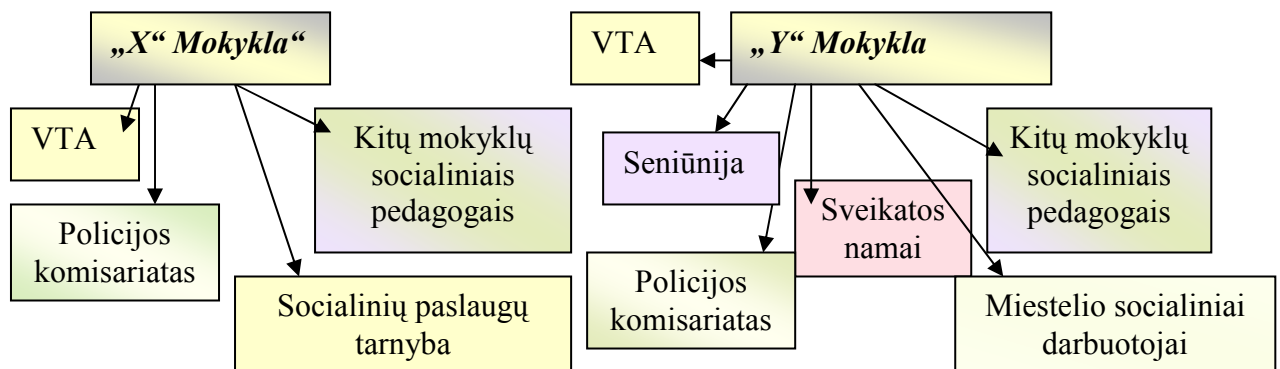 „X“ Mokykla“
VTA
Kitų mokyklų
socialiniais
pedagogais
Policijos
komisariatas
Socialinių paslaugų
tarnyba
VTA
„Y“ Mokykla
Seniūnija
Kitų mokyklų
socialiniais
pedagogais
Sveikatos
namai
Policijos
komisariatas
Miestelio socialiniai
darbuotojai